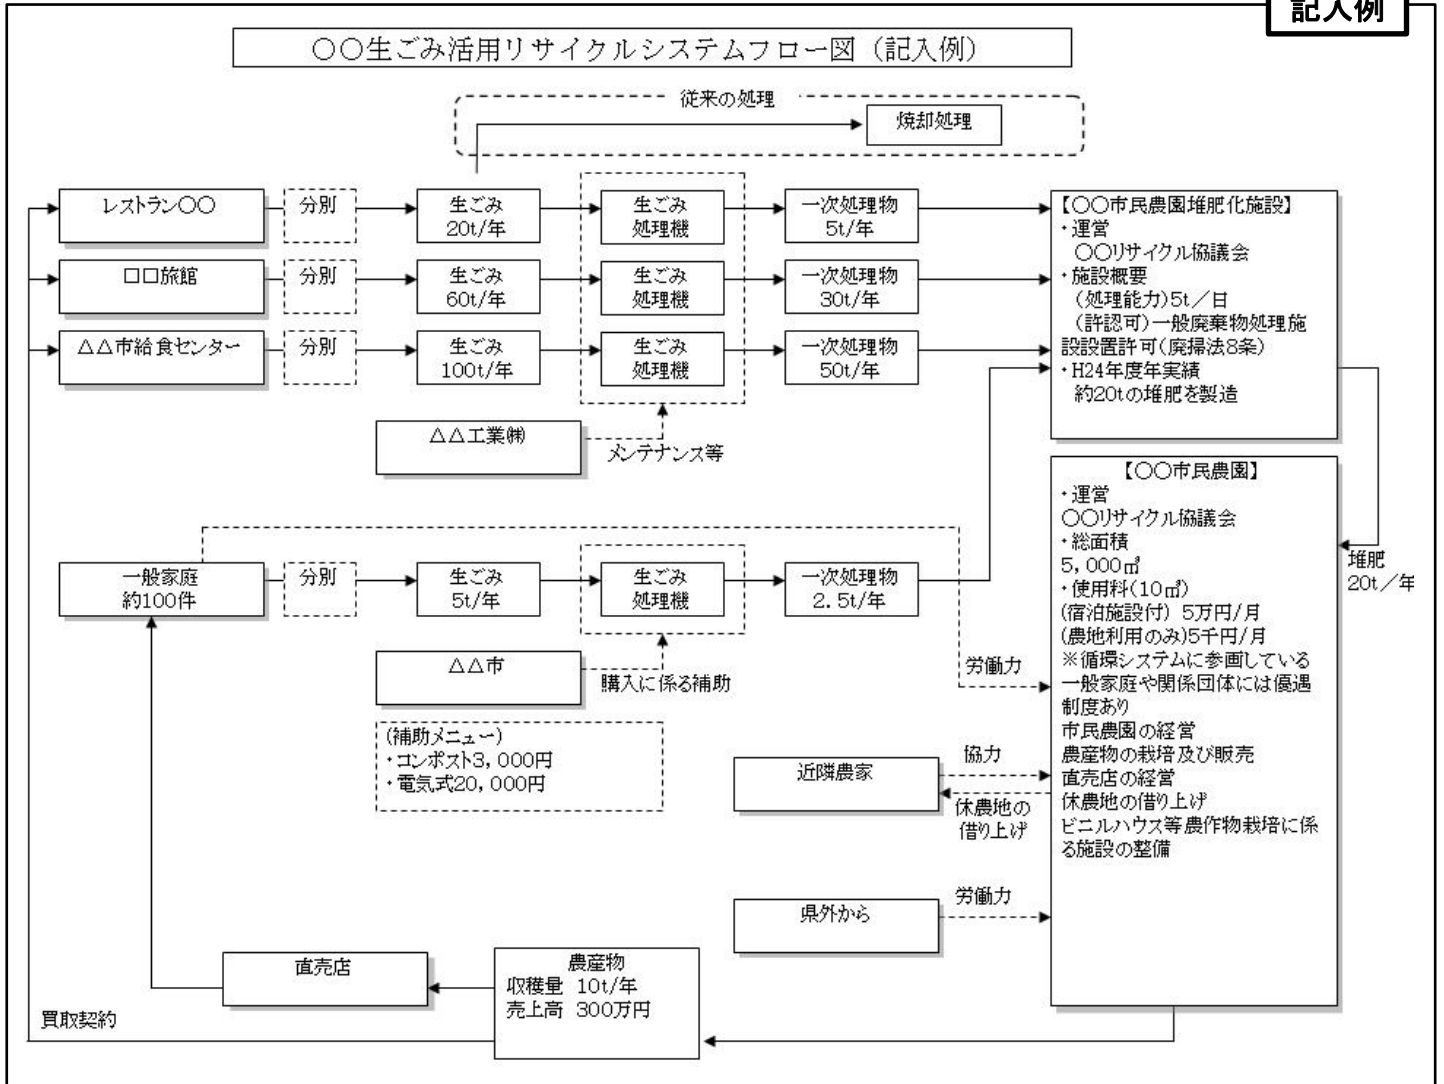 記入例
〇〇生ごみ活用リサイクルシステムフロー図（記入例）
従来の処理
焼却処理
レストラン〇〇
分別
生ごみ
20t/年
生ごみ
処理機
一次処理物
5t/年
□□旅館
分別
生ごみ
60t/年
生ごみ
処理機
一次処理物
30t/年
△△市給食センター
分別
生ごみ
100t/年
生ごみ
処理機
一次処理物
50t/年
△△工業㈱
メンテナンス等
【〇〇市民農園堆肥化施設】
・運営
〇〇リサイクル協議会
・施設概要
(処理能力)5t／日
(許認可)一般廃棄物処理施
設設置許可(廃掃法8条)
・H24年度年実績
約20tの堆肥を製造
堆肥
20t／年
一般家庭
約100件
分別
生ごみ
5t/年
生ごみ
処理機
一次処理物
2.5t/年
△△市
購入に係る補助
(補助メニュー)
・コンポスト3,000円
・電気式20,000円
労働力
近隣農家
協力
休農地の
借り上げ
県外から
労働力
【〇〇市民農園】
・運営
〇〇リサイクル協議会
・総面積
5,000㎡
・使用料(10㎡)
(宿泊施設付) 5万円/月
(農地利用のみ)5千円/月
※循環システムに参画している
一般家庭や関係団体には優遇
制度あり
市民農園の経営
農産物の栽培及び販売
直売店の経営
休農地の借り上げ
ビニルハウス等農作物栽培に係
る施設の整備
直売店
農産物
収穫量 10t/年
売上高 300万円
買取契約